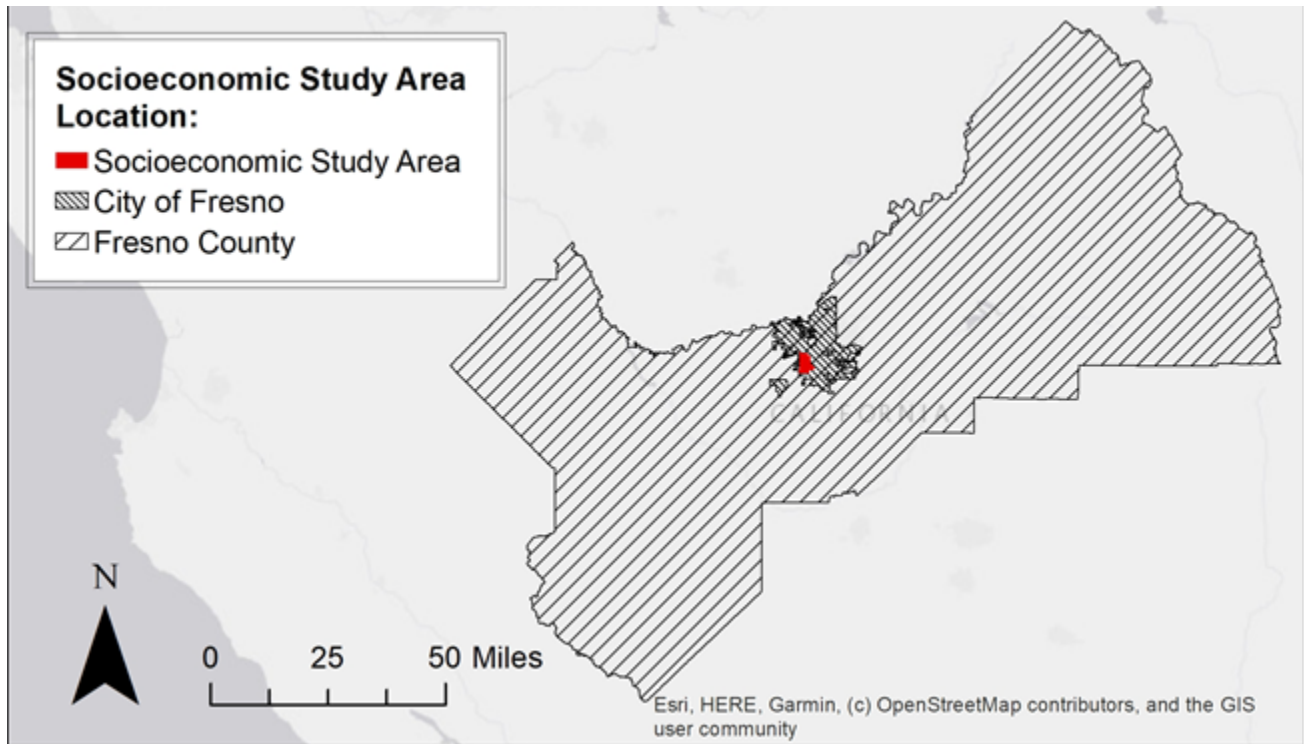 Socioeconomic Study Area
Location:
Socioeconomic Study Area
City of Fresno
Fresno County
CALIFORNIA
N
0 25 50 Miles
Esri, HERE, Garmin, (c) OpenStreetMap contributors, and the GIS
user community